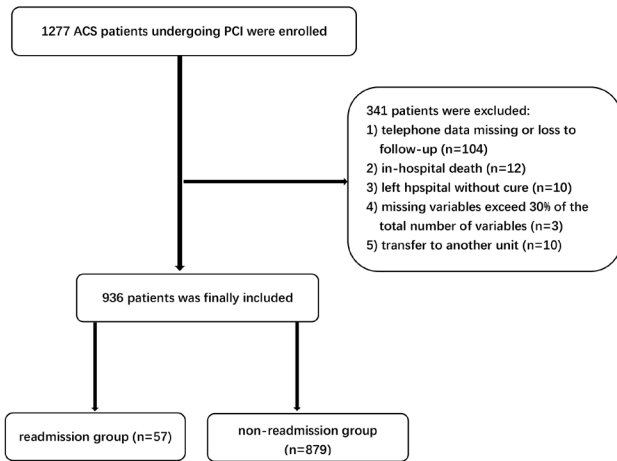 1277 ACS patients undergoing PCI were enrolled
341 patients were excluded:
1) telephone data missing or loss to
follow-up (n=104)
2) in-hospital death (n=12)
3) left hpspital without cure (n=10)
4) missing variables exceed 30% of the
total number of variables (n=3)
5) transfer to another unit (n=10)
936 patients was finally included
readmission group (n=57)
non-readmission group
(n=879)